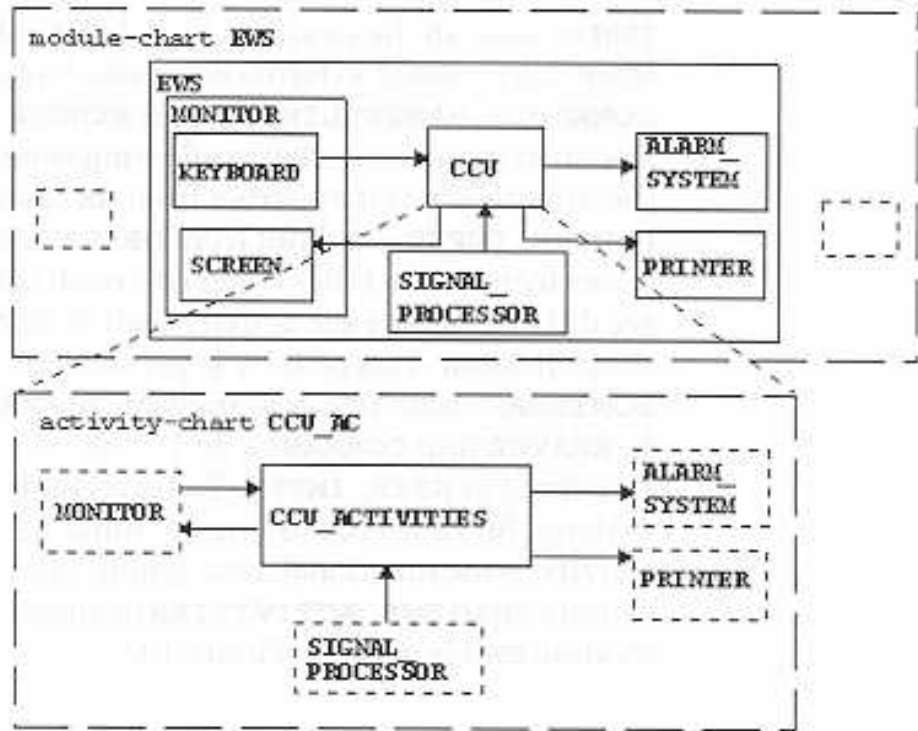 module-chart EWS
EWS
MONITOR
KEYBOARD
CCU
ALARM_
SYSTEM
SCREEN
SIGNAL_
PROCESSOR
PRINTER
activity-chart CCU_AC
MONITOR
CCU_ACTIVITIES
ALARM_
SYSTEM
PRINTER
SIGNAL_
PROCESSOR